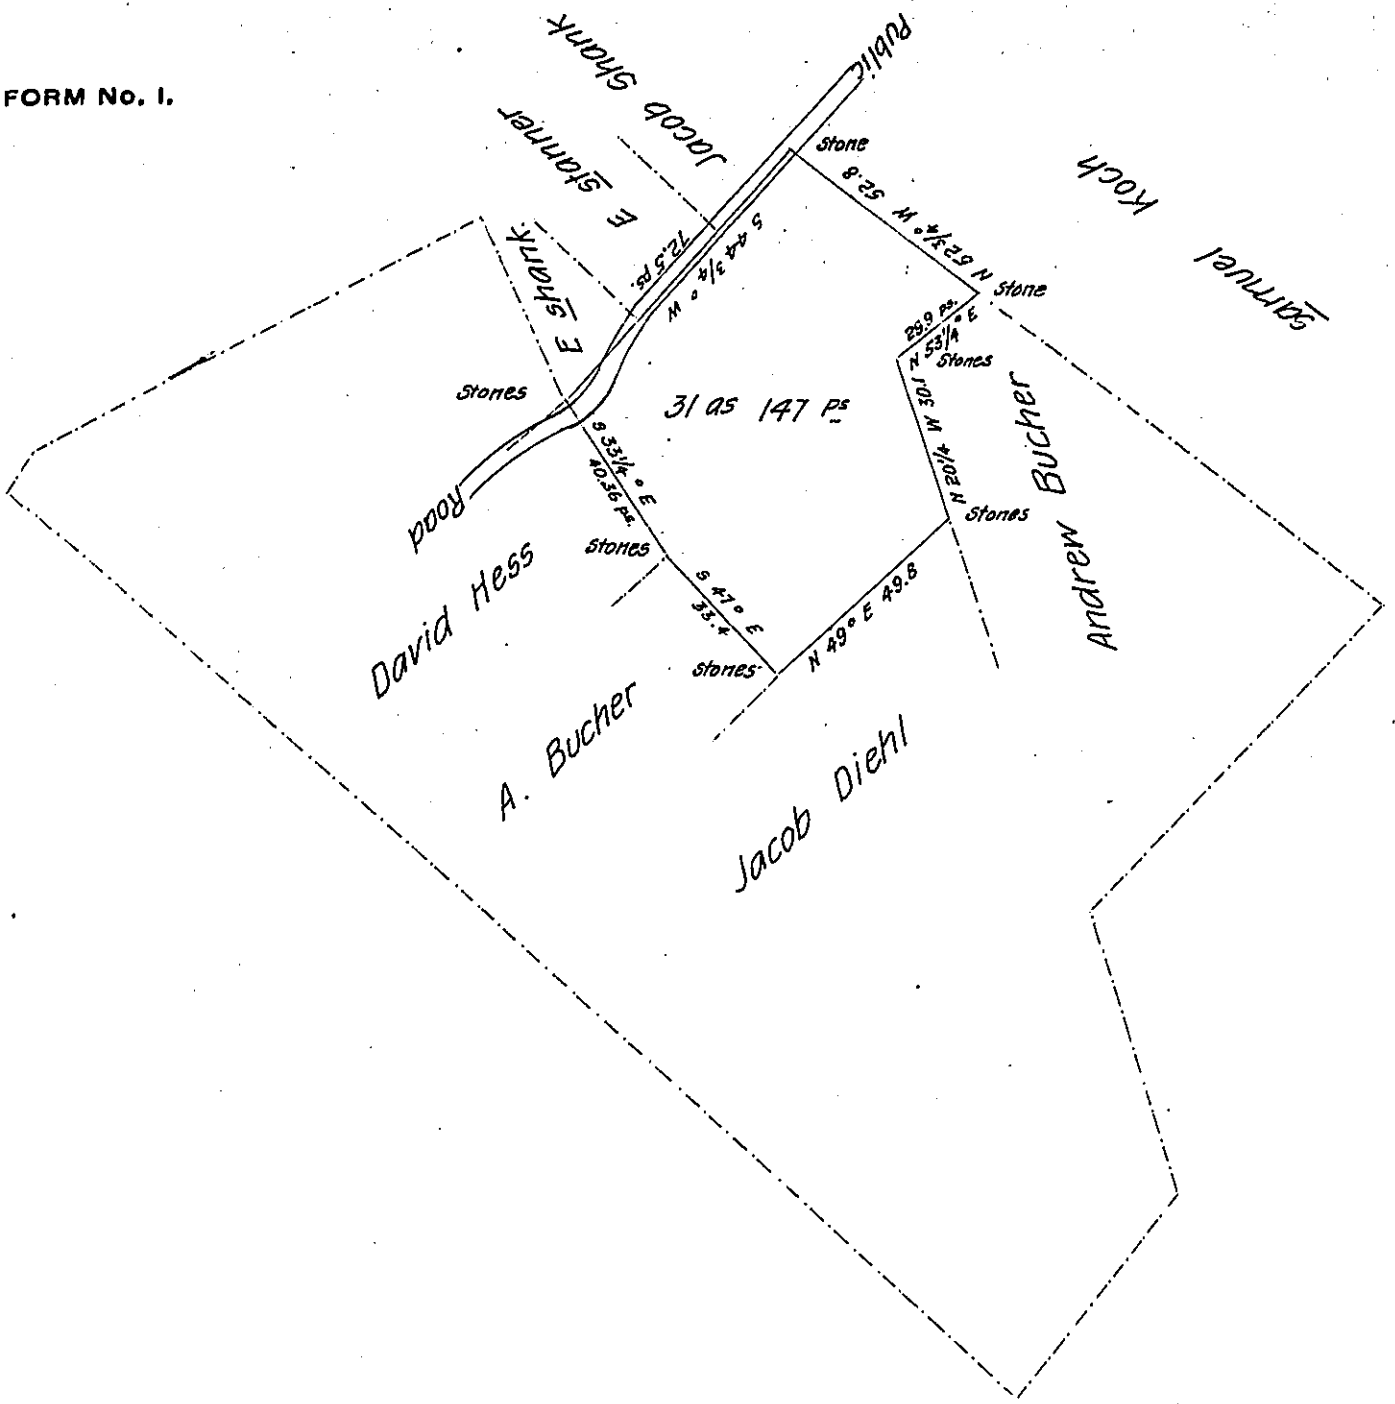 FORM No. 1.
Jacob Shank
E Stanner
E Shank.
Public
Road
Samuel Koch
Stone
N 52 3/4° W 52.8
Stone
S 44 3/4° W
72.5 ps.
29.9 ps.
N 53 1/4° E
Stones
N 20 1/4 W 30.1
Stones
Andrew Bucher
31 as 147 ps
Stones
S 33 1/4° E
40.36 ps.
Stones
S 47° E
33.4
Stones
N 49° E 49.8
David Hess
A. Bucher
Jacob Diehl